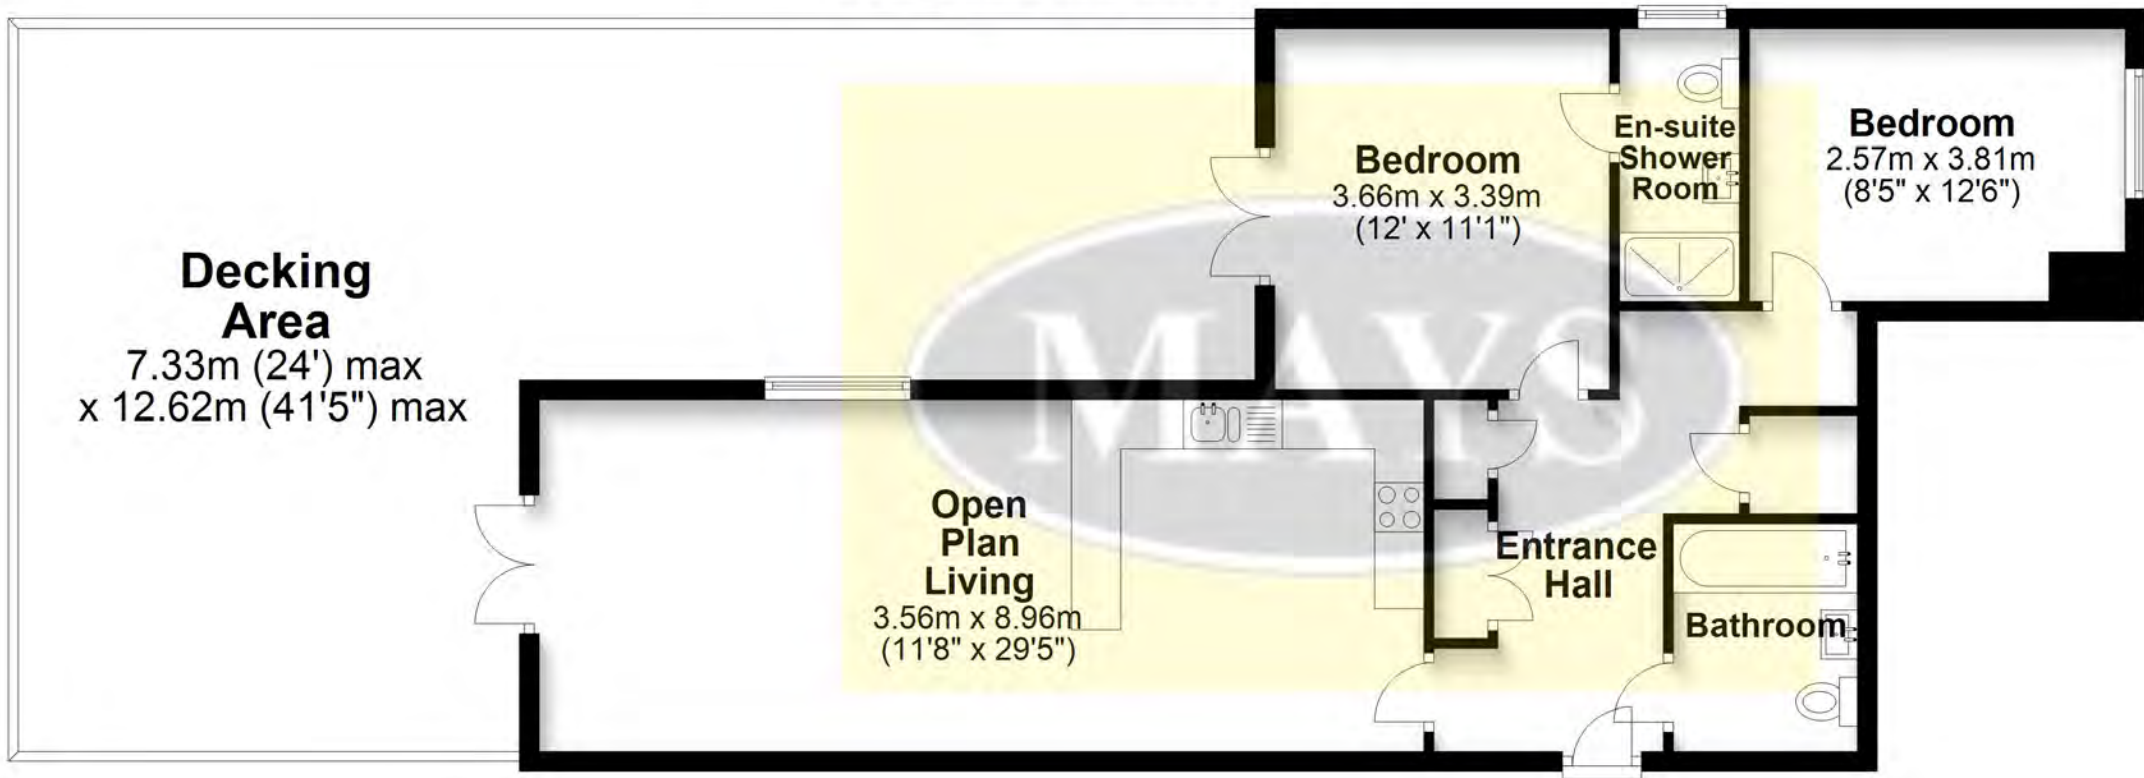 Decking
Area
7.33m (24') max
x 12.62m (41'5") max
Bedroom
3.66m x 3.39m
(12' x 11'1")
En-suite
Shower
Room
Bedroom
2.57m x 3.81m
(8'5" x 12'6")
MAYS
Open
Plan
Living
3.56m x 8.96m
(11'8" x 29'5")
Entrance
Hall
Bathroom